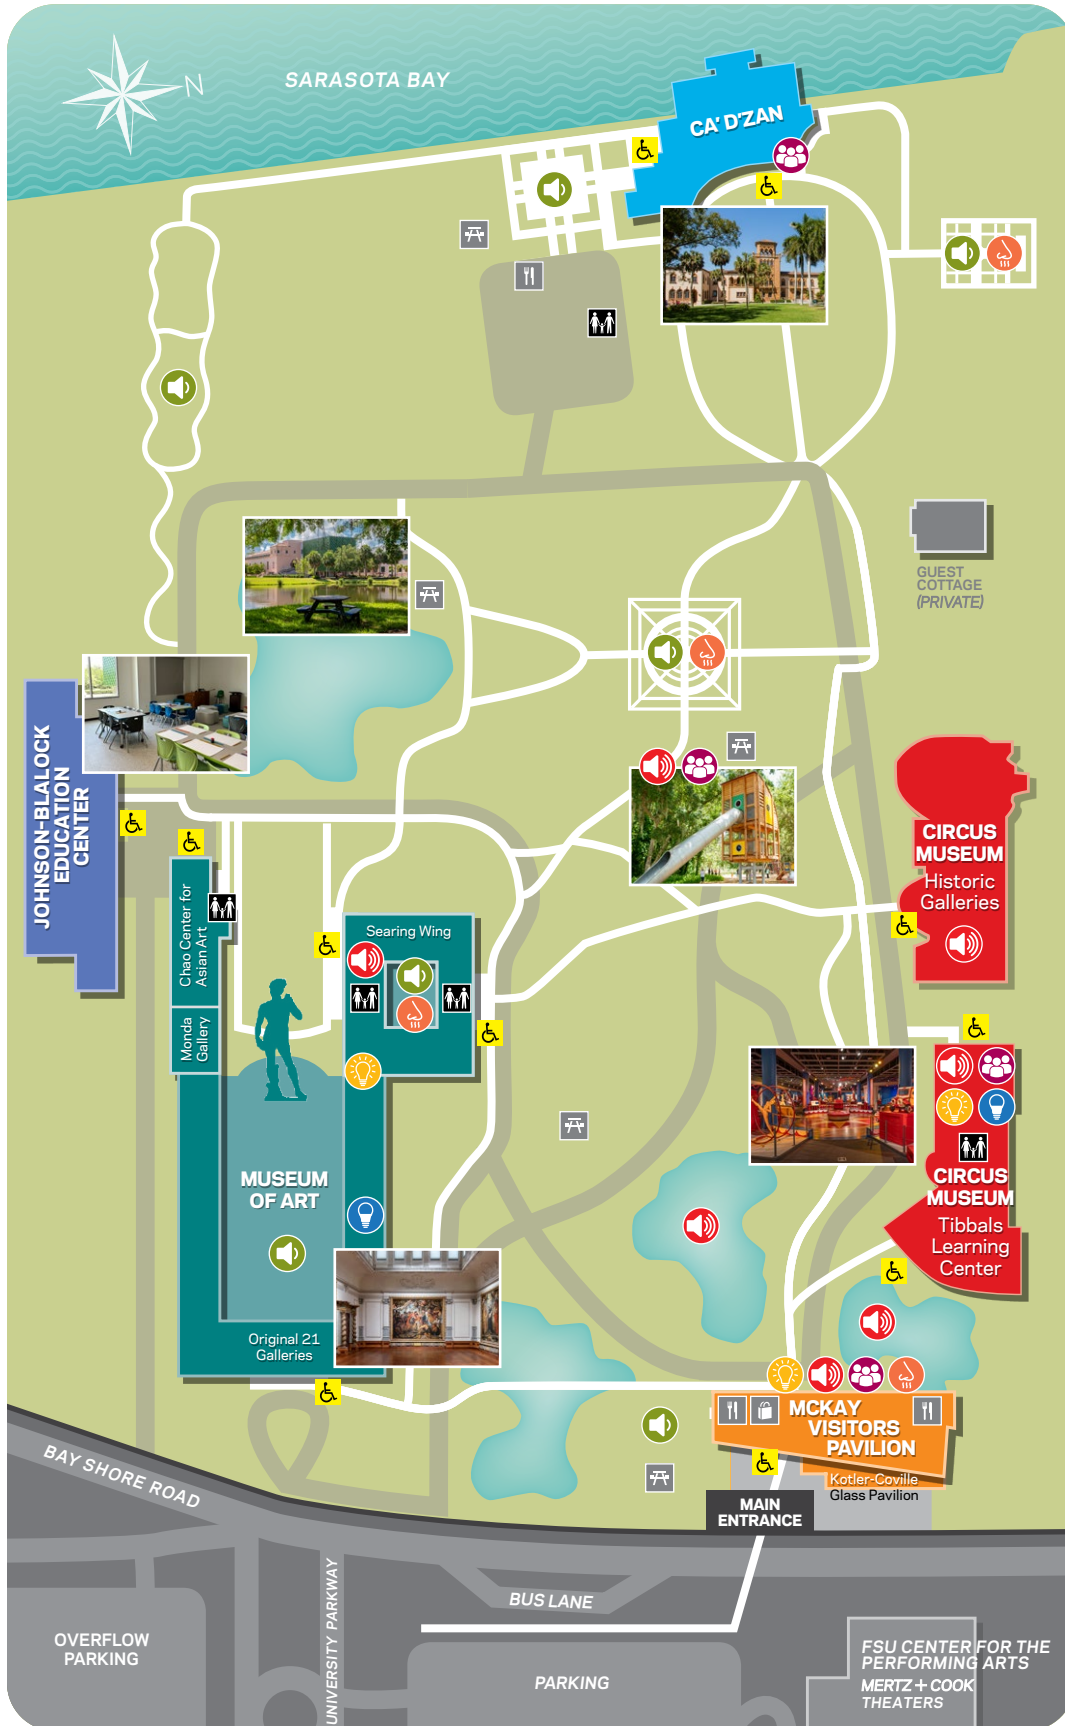 SARASOTA BAY
N
CA' D'ZAN
GUEST
COTTAGE
(PRIVATE)
JOHNSON-BLALOCK
EDUCATION
CENTER
CIRCUS
MUSEUM
Historic
Galleries
Chao Center for
Asian Art
Searing Wing
Monda
Gallery
MUSEUM
OF ART
CIRCUS
MUSEUM
Tibbals
Learning
Center
Original 21
Galleries
MCKAY
VISITORS
PAVILION
Kotler-Coville
Glass Pavilion
MAIN
ENTRANCE
BAY SHORE ROAD
UNIVERSITY PARKWAY
BUS LANE
OVERFLOW
PARKING
PARKING
FSU CENTER FOR THE
PERFORMING ARTS
MERTZ + COOK
THEATERS